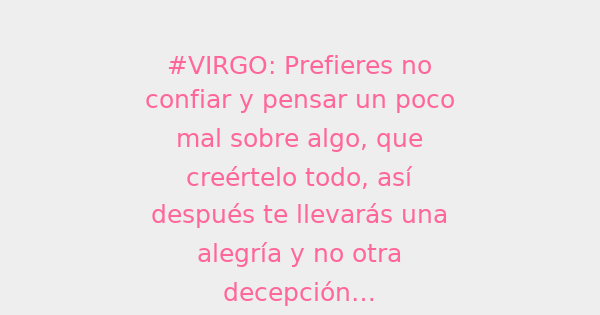 #VIRGO: Prefieres no
confiar y pensar un poco
mal sobre algo, que
creértelo todo, así
después te llevarás una
alegría y no otra
decepción...